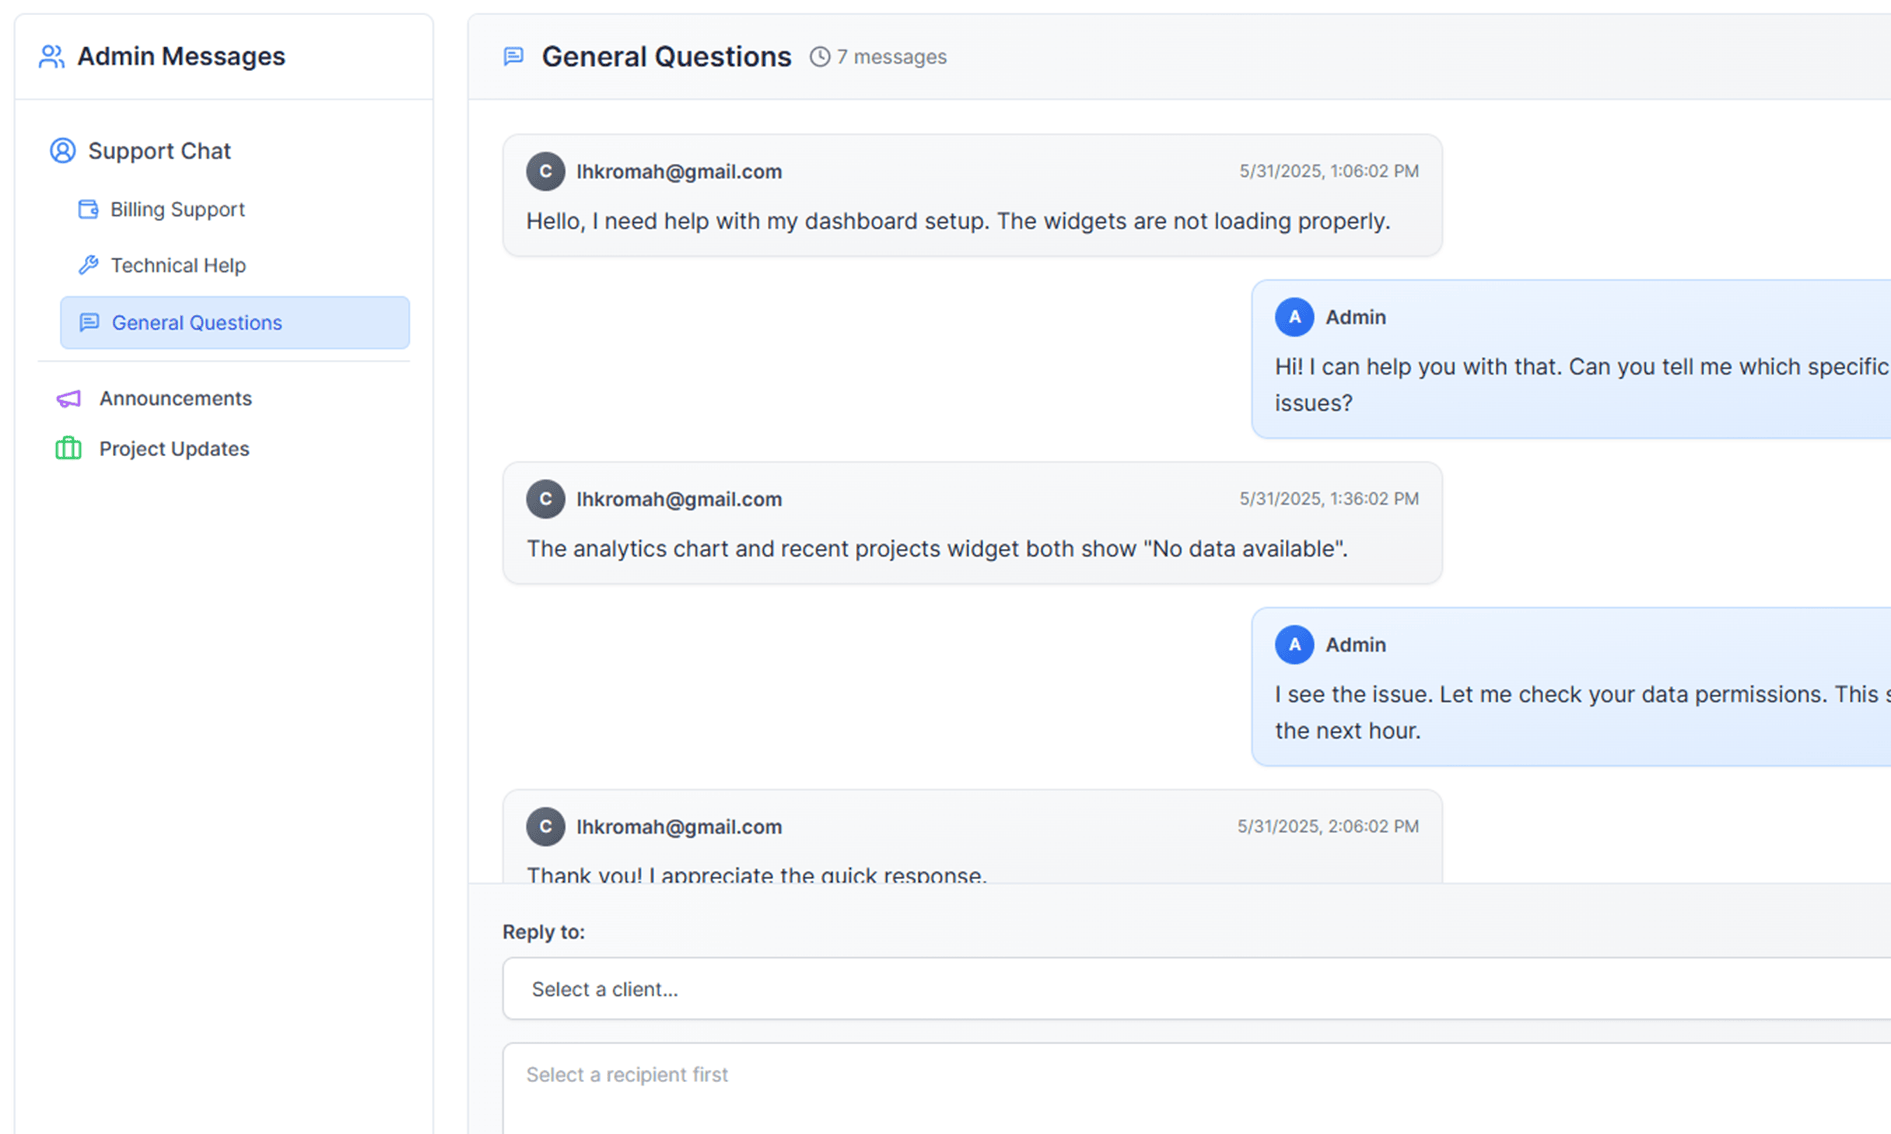 Admin Messages
Support Chat
Billing Support
Technical Help
General Questions
Announcements
Project Updates
General Questions 7 messages
C lhkromah@gmail.com 5/31/2025, 1:06:02 PM
Hello, I need help with my dashboard setup. The widgets are not loading properly.
A Admin
Hi! I can help you with that. Can you tell me which specific
issues?
C lhkromah@gmail.com 5/31/2025, 1:36:02 PM
The analytics chart and recent projects widget both show "No data available".
A Admin
I see the issue. Let me check your data permissions. This
the next hour.
C lhkromah@gmail.com 5/31/2025, 2:06:02 PM
Thank you! I appreciate the quick response.
Reply to:
Select a client...
Select a recipient first